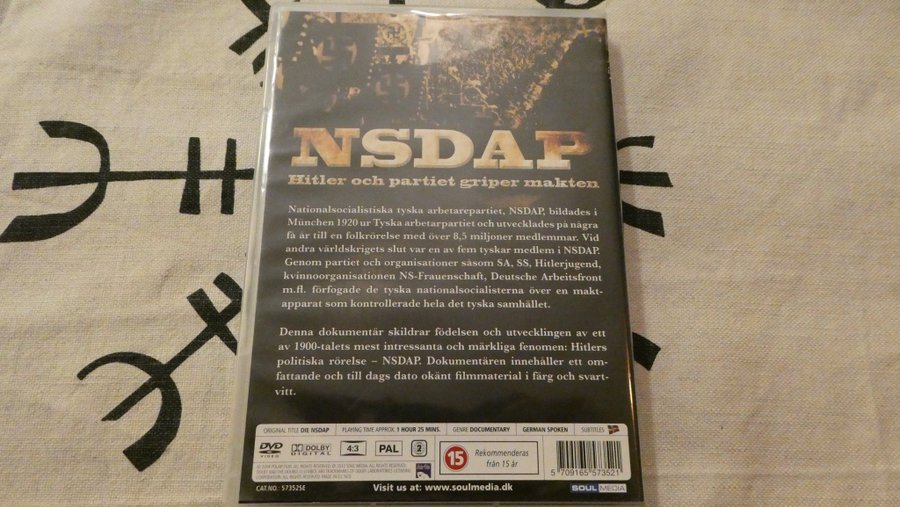 NSDAP
Hitler och partiet griper makten
Nationalsocialistiska tyska arbetarepartiet, NSDAP, bildades i
München 1920 ur Tyska arbetarpartiet och utvecklades på några
få år till en folkrörelse med över 8,5 miljoner medlemmar. Vid
andra världskrigets slut var en av fem tyskar medlem i NSDAP.
Genom partiet och organisationer såsom SA, SS, Hitlerjugend,
kvinnoorganisationen NS-Frauenschaft, Deutsche Arbeitsfront
m.fl. förfogade de tyska nationalsocialisterna över en makt-
apparat som kontrollerade hela det tyska samhället.
Denna dokumentär skildrar födelsen och utvecklingen av ett
av 1900-talets mest intressanta och märkliga fenomen: Hitlers
politiska rörelse – NSDAP. Dokumentären innehåller ett om-
fattande och till dags dato okänt filmmaterial i färg och svart-
vitt.
ORIGINAL TITLE DIE NSDAP PLAYING TIME APPROX. 1 HOUR 25 MINS. GENRE DOCUMENTARY GERMAN SPOKEN SUBTITLES
DVD VIDEO DOLBY DIGITAL 4:3 PAL 2 15 Rekommenderas från 15 år
5 709165 573521
CAT.NO. 573525E Visit us at: www.soulmedia.dk SOUL MEDIA